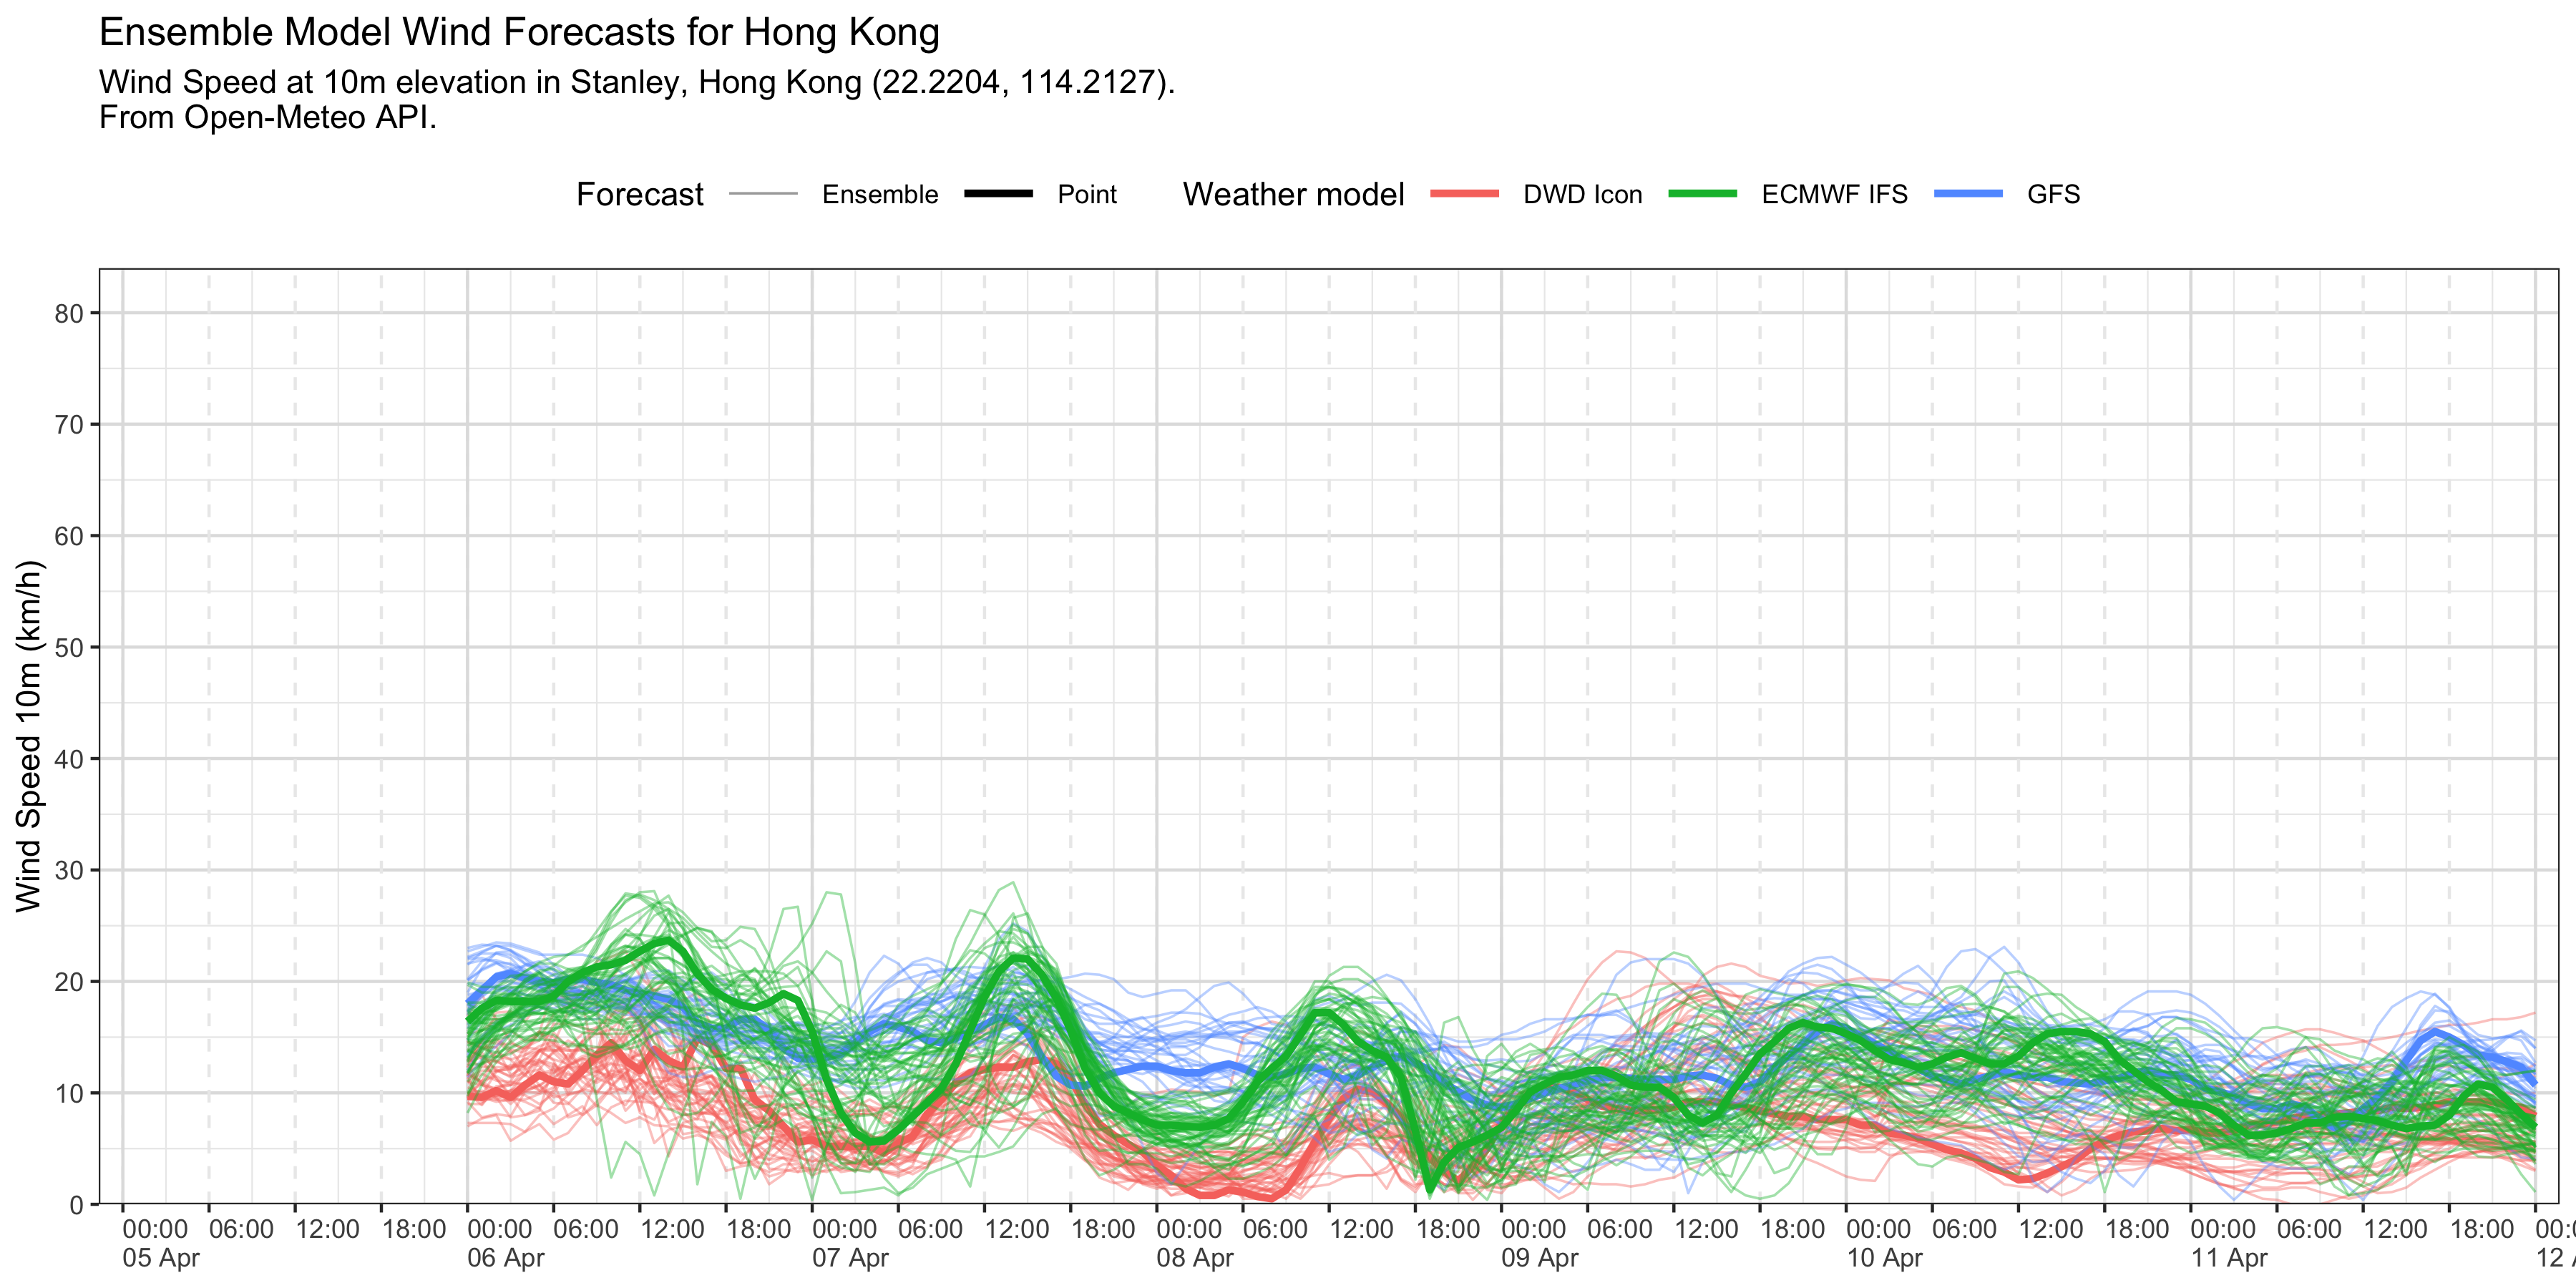 Ensemble Model Wind Forecasts for Hong Kong
Wind Speed at 10m elevation in Stanley, Hong Kong (22.2204, 114.2127).
From Open-Meteo API.
Forecast Ensemble Point Weather model DWD Icon ECMWF IFS GFS
Wind Speed 10m (km/h)
80
70
60
50
40
30
20
10
0
00:00 06:00 12:00 18:00 00:00 06:00 12:00 18:00 00:00 06:00 12:00 18:00 00:00 06:00 12:00 18:00 00:00 06:00 12:00 18:00 00:00 06:00 12:00 18:00 00:00 06:00 12:00 18:00
05 Apr 06 Apr 07 Apr 08 Apr 09 Apr 10 Apr 11 Apr 12